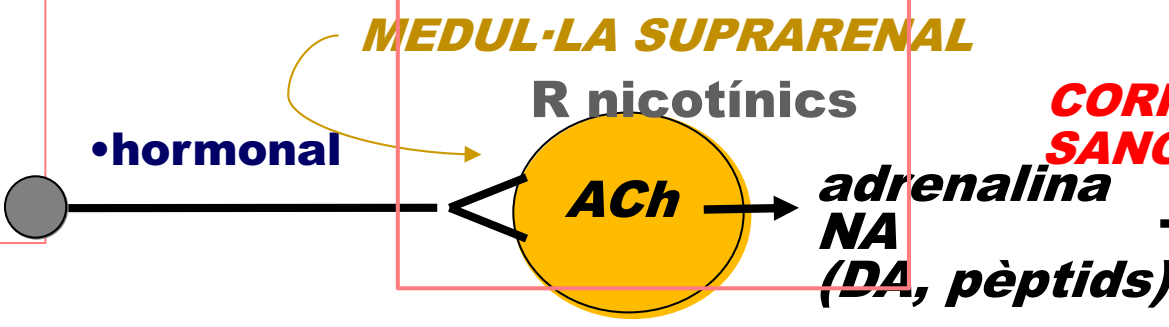 MEDUL·LA SUPRARENAL
R nicotínics
•hormonal
ACh
adrenalina
NA
(DA, pèptids)